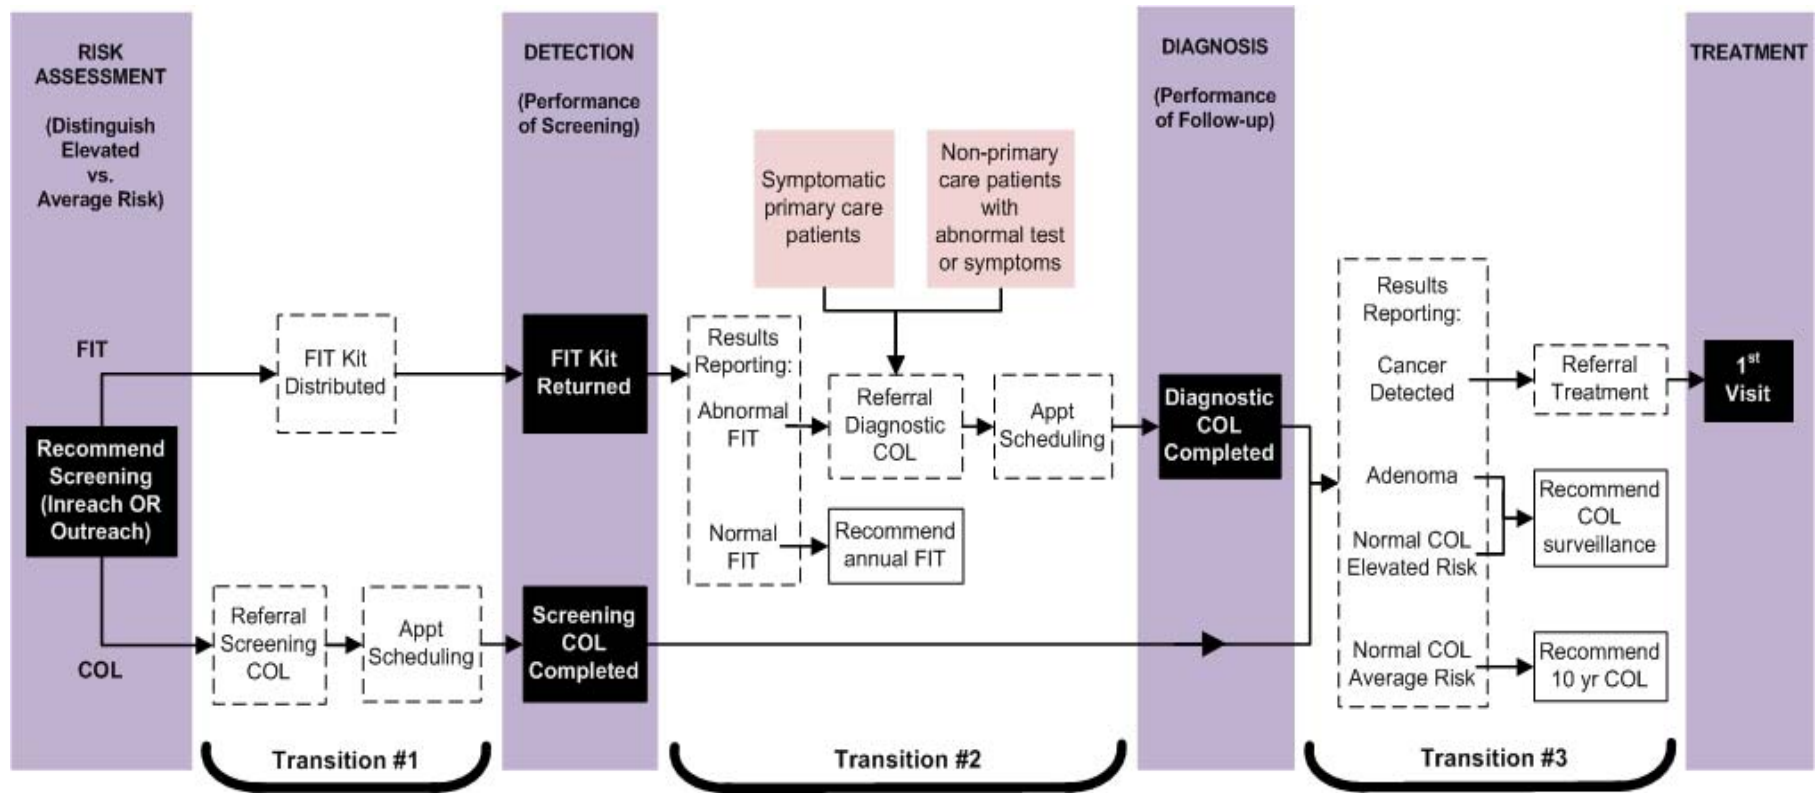 RISK
ASSESSMENT
(Distinguish
Elevated
vs.
Average Risk)
FIT
Recommend
Screening
(Inreach OR
Outreach)
COL
FIT Kit
Distributed
Referral
Screening
COL
Appt
Scheduling
Transition #1
DETECTION
(Performance
of Screening)
FIT Kit
Returned
Screening
COL
Completed
Symptomatic
primary care
patients
Non-primary
care patients
with
abnormal test
or symptoms
Results
Reporting:
Abnormal
FIT
Normal
FIT
Referral
Diagnostic
COL
Appt
Scheduling
Recommend
annual FIT
Transition #2
DIAGNOSIS
(Performance
of Follow-up)
Diagnostic
COL
Completed
Results
Reporting:
Cancer
Detected
Adenoma
Normal COL
Elevated Risk
Normal COL
Average Risk
Referral
Treatment
Recommend
COL
surveillance
Recommend
10 yr COL
Transition #3
TREATMENT
1st
Visit